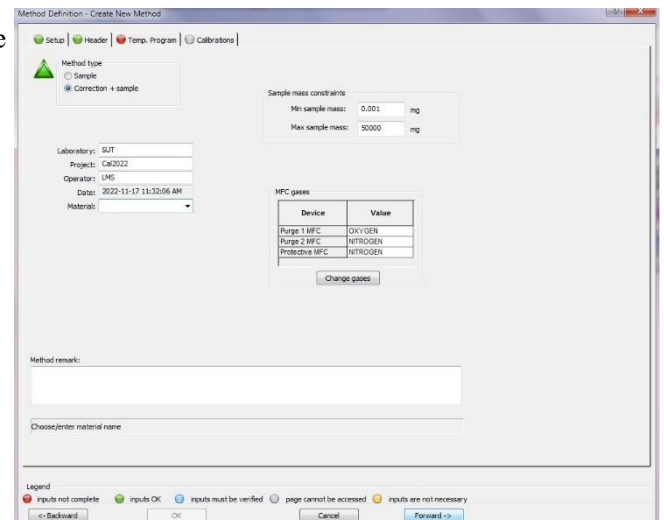 Method Definition - Create New Method
e
Setup Header Temp. Program Calibrations
Method type
Sample
Correction + sample
Sample mass constraints
Min sample mass: 0.001 mg
Max sample mass: 50000 mg
Laboratory: SUT
Project: Cal2022
Operator: LMS
Date: 2022-11-17 11:32:06 AM
Material:
MFC gases
Device Value
Purge 1 MFC OXYGEN
Purge 2 MFC NITROGEN
Protective MFC NITROGEN
Change gases
Method remark:
Choose/enter material name
Legend
inputs not complete inputs OK inputs must be verified page cannot be accessed inputs are not necessary
<- Backward OK Cancel Forward ->